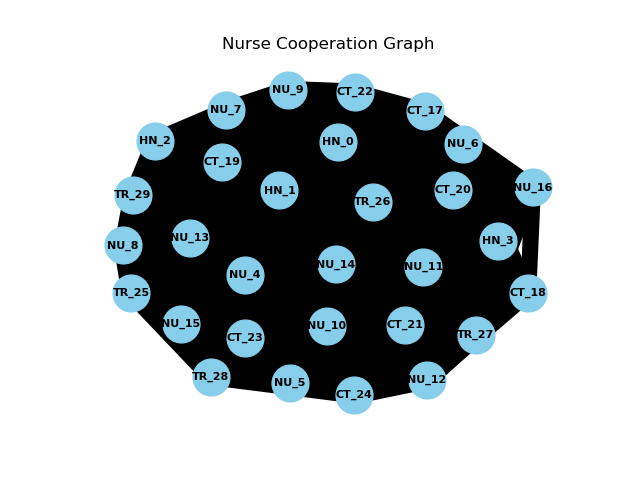 Nurse Cooperation Graph
NU_9
CT_22
NU_7
CT_17
HN_2
HN_0
NU_6
CT_19
HN_1
CT_20
NU_16
TR_29
TR_26
NU_13
HN_3
NU_8
NU_14
NU_11
NU_4
TR_25
CT_18
NU_15
NU_10
CT_21
CT_23
TR_27
TR_28
NU_5
NU_12
CT_24